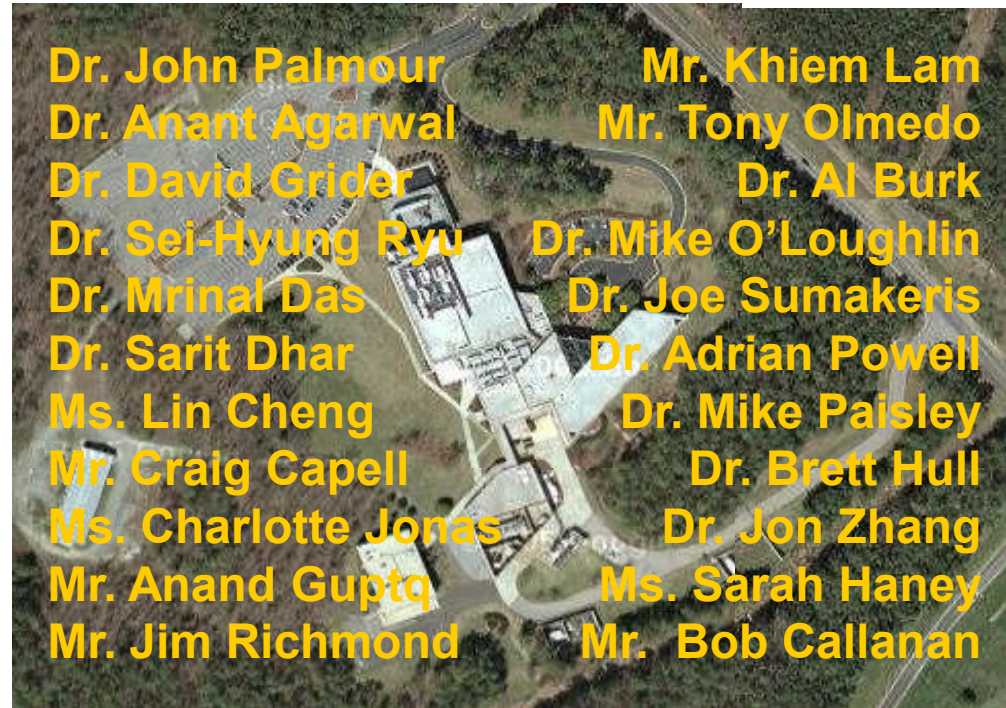 Dr. John Palmour
Dr. Anant Agarwal
Dr. David Grider
Dr. Sei-Hyung Ryu
Dr. Mrinal Das
Dr. Sarit Dhar
Ms. Lin Cheng
Mr. Craig Capell
Ms. Charlotte Jonas
Mr. Anand Guptq
Mr. Jim Richmond
Mr. Khiem Lam
Mr. Tony Olmedo
Dr. Al Burk
Dr. Mike O’Loughlin
Dr. Joe Sumakeris
Dr. Adrian Powell
Dr. Mike Paisley
Dr. Brett Hull
Dr. Jon Zhang
Ms. Sarah Haney
Mr.  Bob Callanan